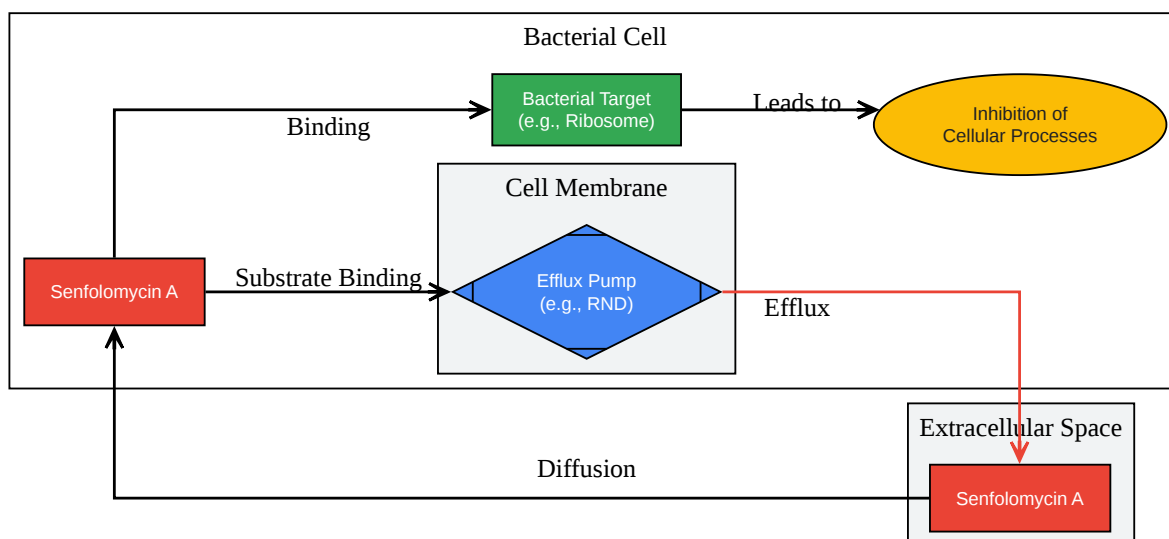 Bacterial Cell
Bacterial Target
(e.g., Ribosome)
Leads to
Inhibition of
Cellular Processes
Binding
Cell Membrane
Senfolomycin A
Substrate Binding
Efflux Pump
(e.g., RND)
Efflux
Extracellular Space
Diffusion
Senfolomycin A